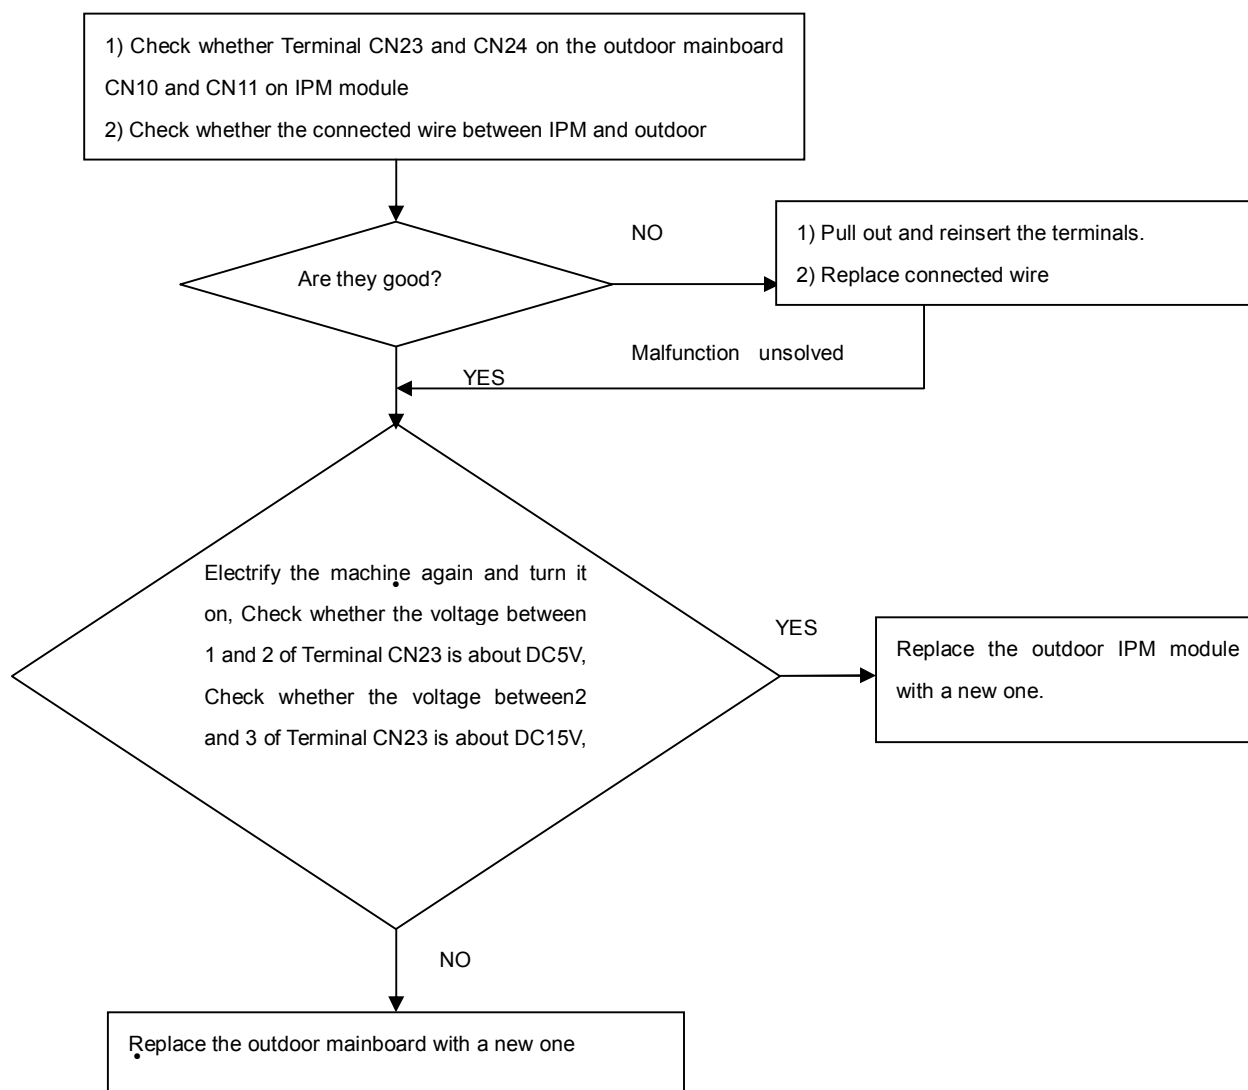 1) Check whether Terminal CN23 and CN24 on the outdoor mainboard
CN10 and CN11 on IPM module
2) Check whether the connected wire between IPM and outdoor
NO
1) Pull out and reinsert the terminals.
2) Replace connected wire
Are they good?
Malfunction unsolved
YES
Electrify the machine again and turn it
on, Check whether the voltage between
1 and 2 of Terminal CN23 is about DC5V,
Check whether the voltage between2
and 3 of Terminal CN23 is about DC15V,
YES
Replace the outdoor IPM module
with a new one.
NO
Replace the outdoor mainboard with a new one